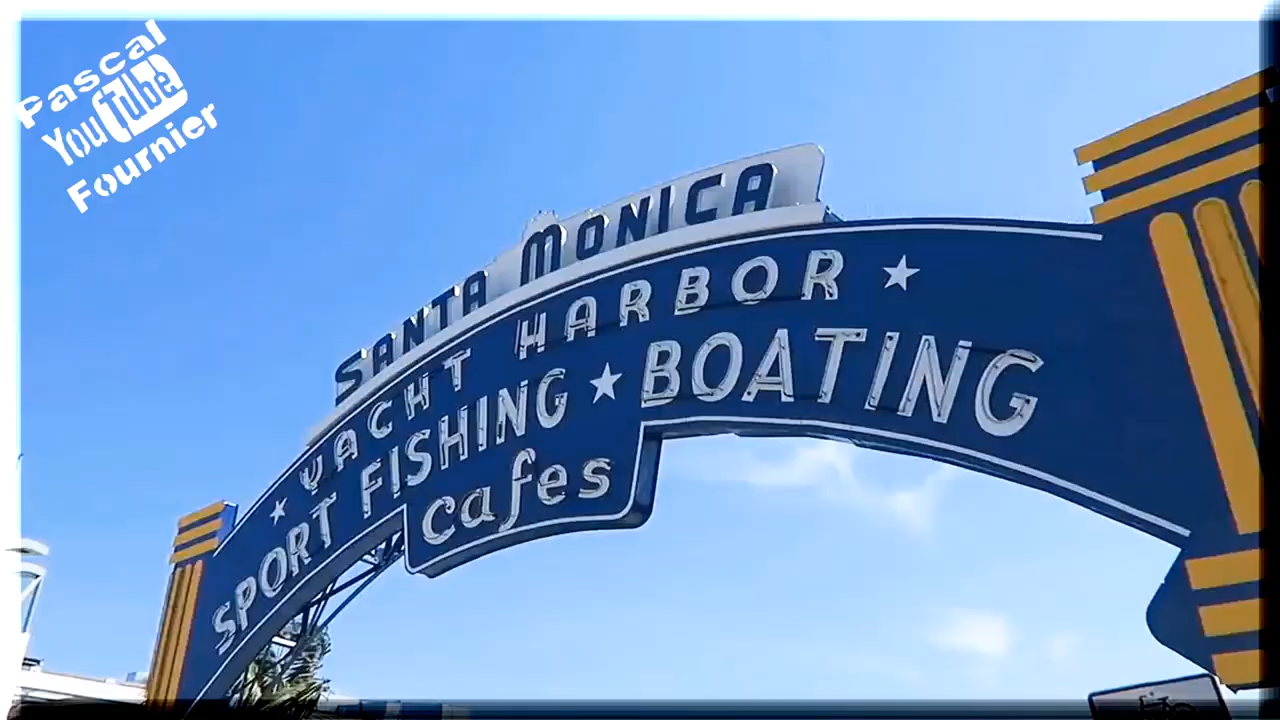 Pascal
YouTube
Fournier
SANTA MONICA
★ YACHT HARBOR ★
SPORT FISHING ★ BOATING
cafes